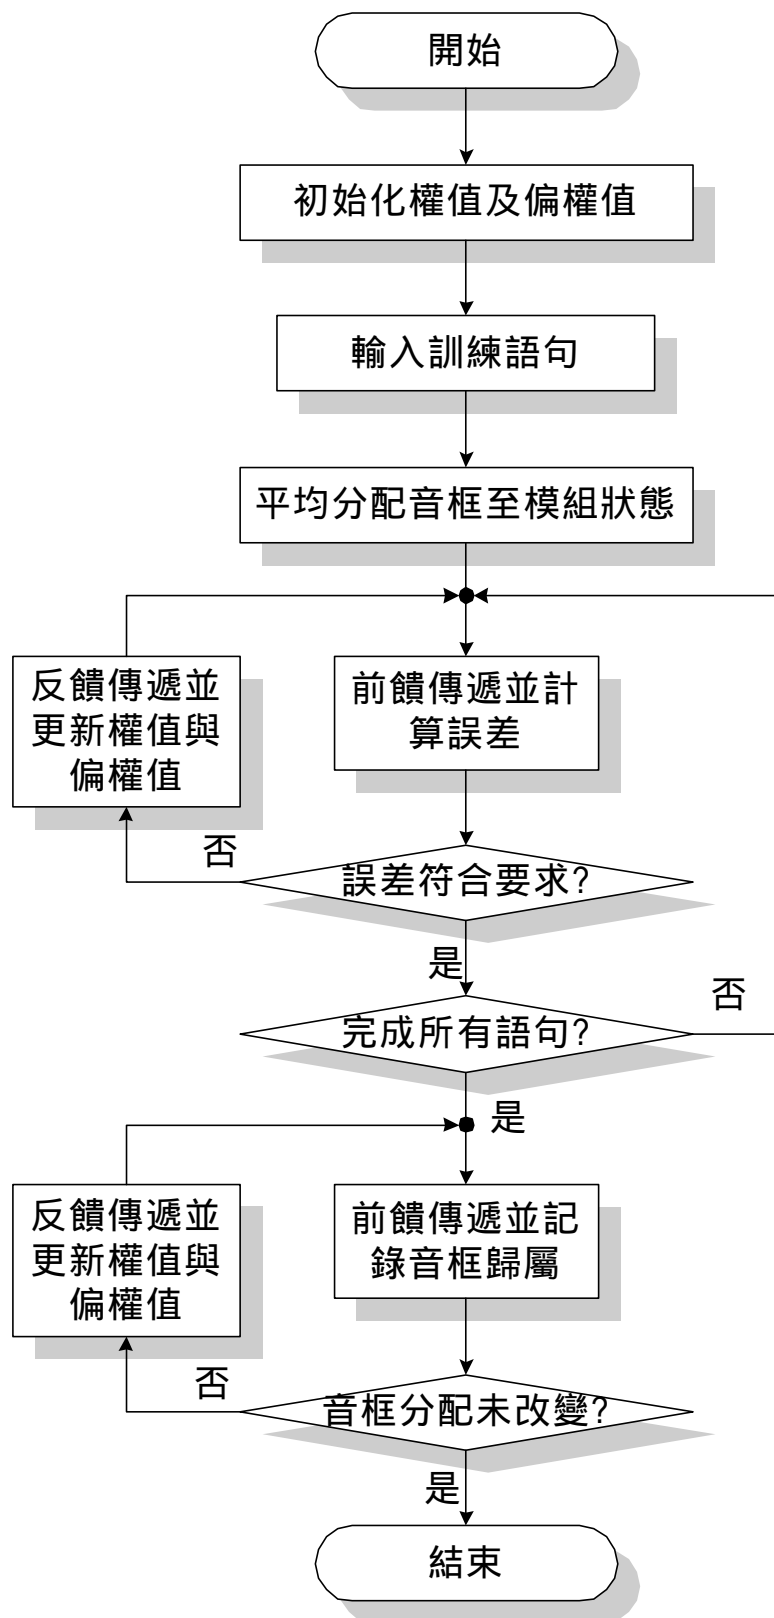 開始
初始化權值及偏權值
輸入訓練語句
平均分配音框至模組狀態
反饋傳遞並
更新權值與
偏權值
前饋傳遞並計
算誤差
否
誤差符合要求?
是
否
完成所有語句?
是
反饋傳遞並
更新權值與
偏權值
前饋傳遞並記
錄音框歸屬
否
音框分配未改變?
是
結束